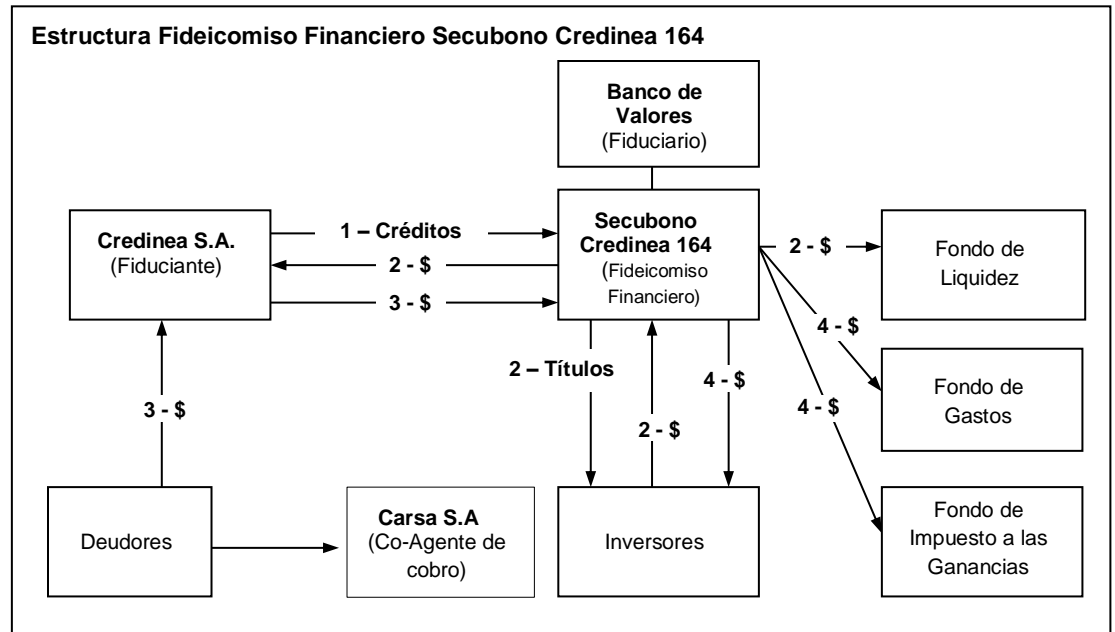 Estructura Fideicomiso Financiero Secubono Credinea 164
Banco de
Valores
(Fiduciario)
Credinea S.A.
(Fiduciante)
1 – Créditos
2 - $
3 - $
Secubono
Credinea 164
(Fideicomiso
Financiero)
2 - $
Fondo de
Liquidez
4 - $
Fondo de
Gastos
4 - $
Fondo de
Impuesto a las
Ganancias
2 – Títulos
2 - $
4 - $
3 - $
Deudores
Carsa S.A
(Co-Agente de
cobro)
Inversores